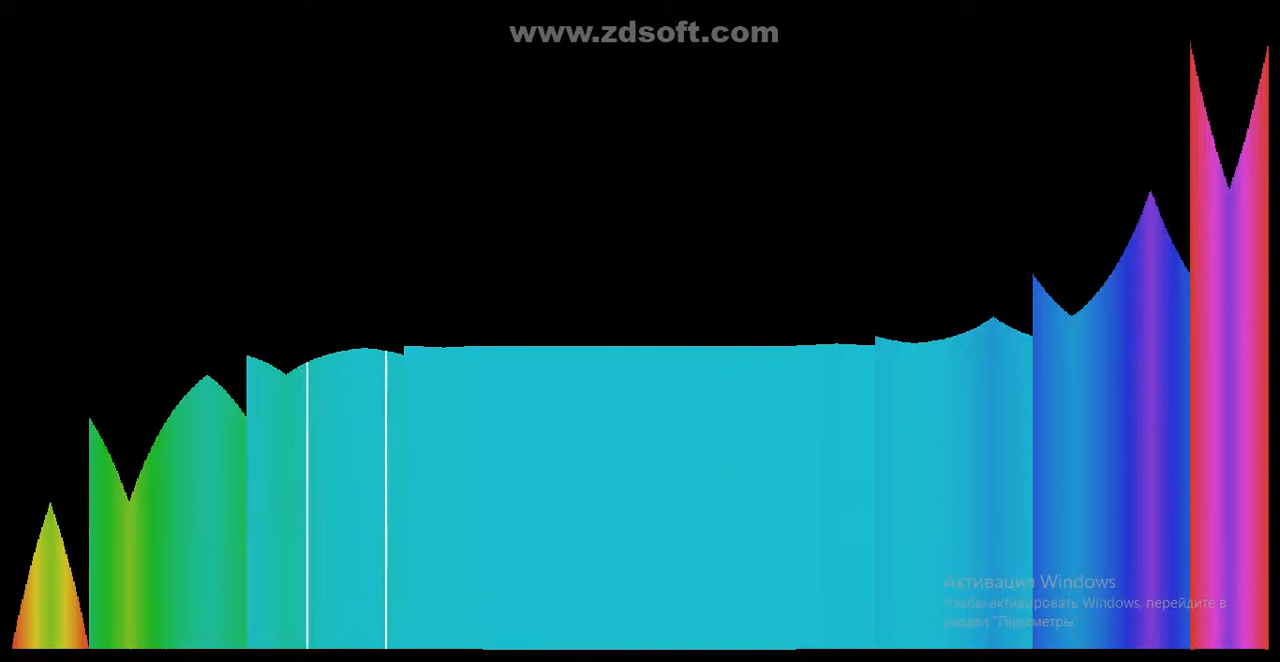 www.zdsoft.com
Активация Windows
Чтобы активировать Windows, перейдите в
раздел "Параметры"